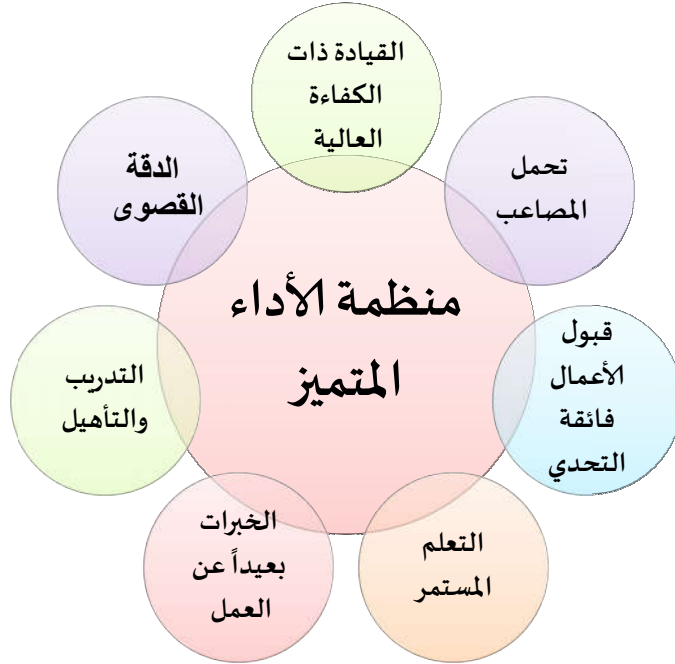 القيادة ذات
الكفاءة
العالية
تحمل
المصاعب
قبول
الأعمال
فائقة
التحدي
التعلم
المستمر
الخبرات
بعيداً عن
العمل
التدريب
والتأهيل
الدقة
القصوى
منظمة الأداء
المتميز